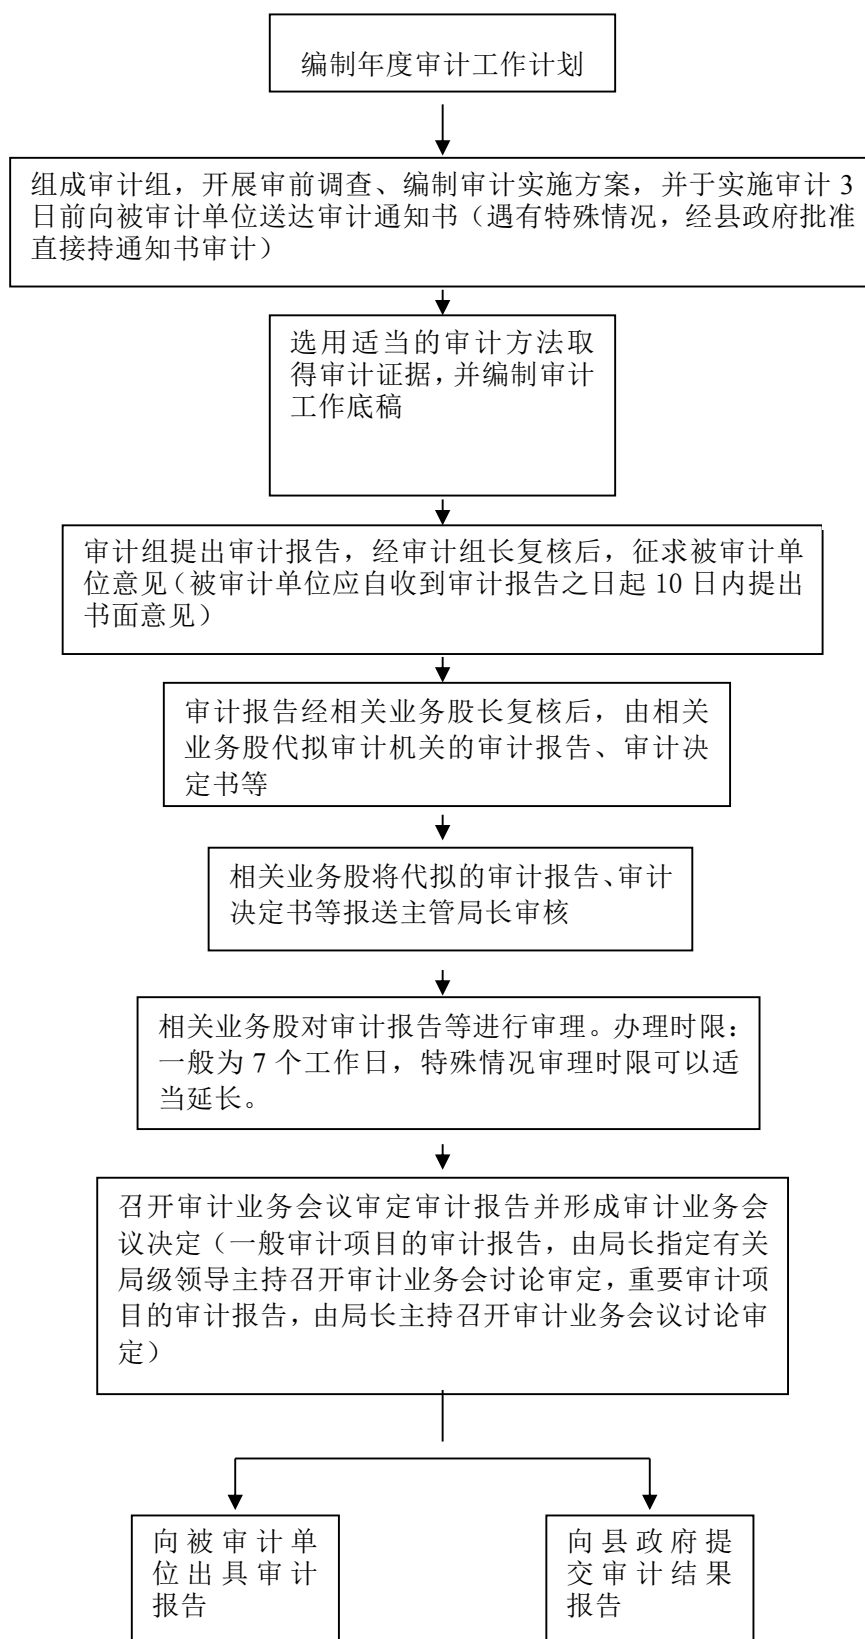 编制年度审计工作计划
组成审计组，开展审前调查、编制审计实施方案，并于实施审计 3
日前向被审计单位送达审计通知书（遇有特殊情况，经县政府批准
直接持通知书审计）
选用适当的审计方法取
得审计证据，并编制审计
工作底稿
审计组提出审计报告，经审计组长复核后，征求被审计单
位意见（被审计单位应自收到审计报告之日起 10 日内提出
书面意见）
审计报告经相关业务股长复核后，由相关
业务股代拟审计机关的审计报告、审计决
定书等
相关业务股将代拟的审计报告、审计
决定书等报送主管局长审核
相关业务股对审计报告等进行审理。办理时限：
一般为 7 个工作日，特殊情况审理时限可以适
当延长。
召开审计业务会议审定审计报告并形成审计业务会
议决定（一般审计项目的审计报告，由局长指定有关
局级领导主持召开审计业务会讨论审定，重要审计项
目的审计报告，由局长主持召开审计业务会议讨论审
定）
向被审计单
位出具审计
报告
向县政府提
交审计结果
报告